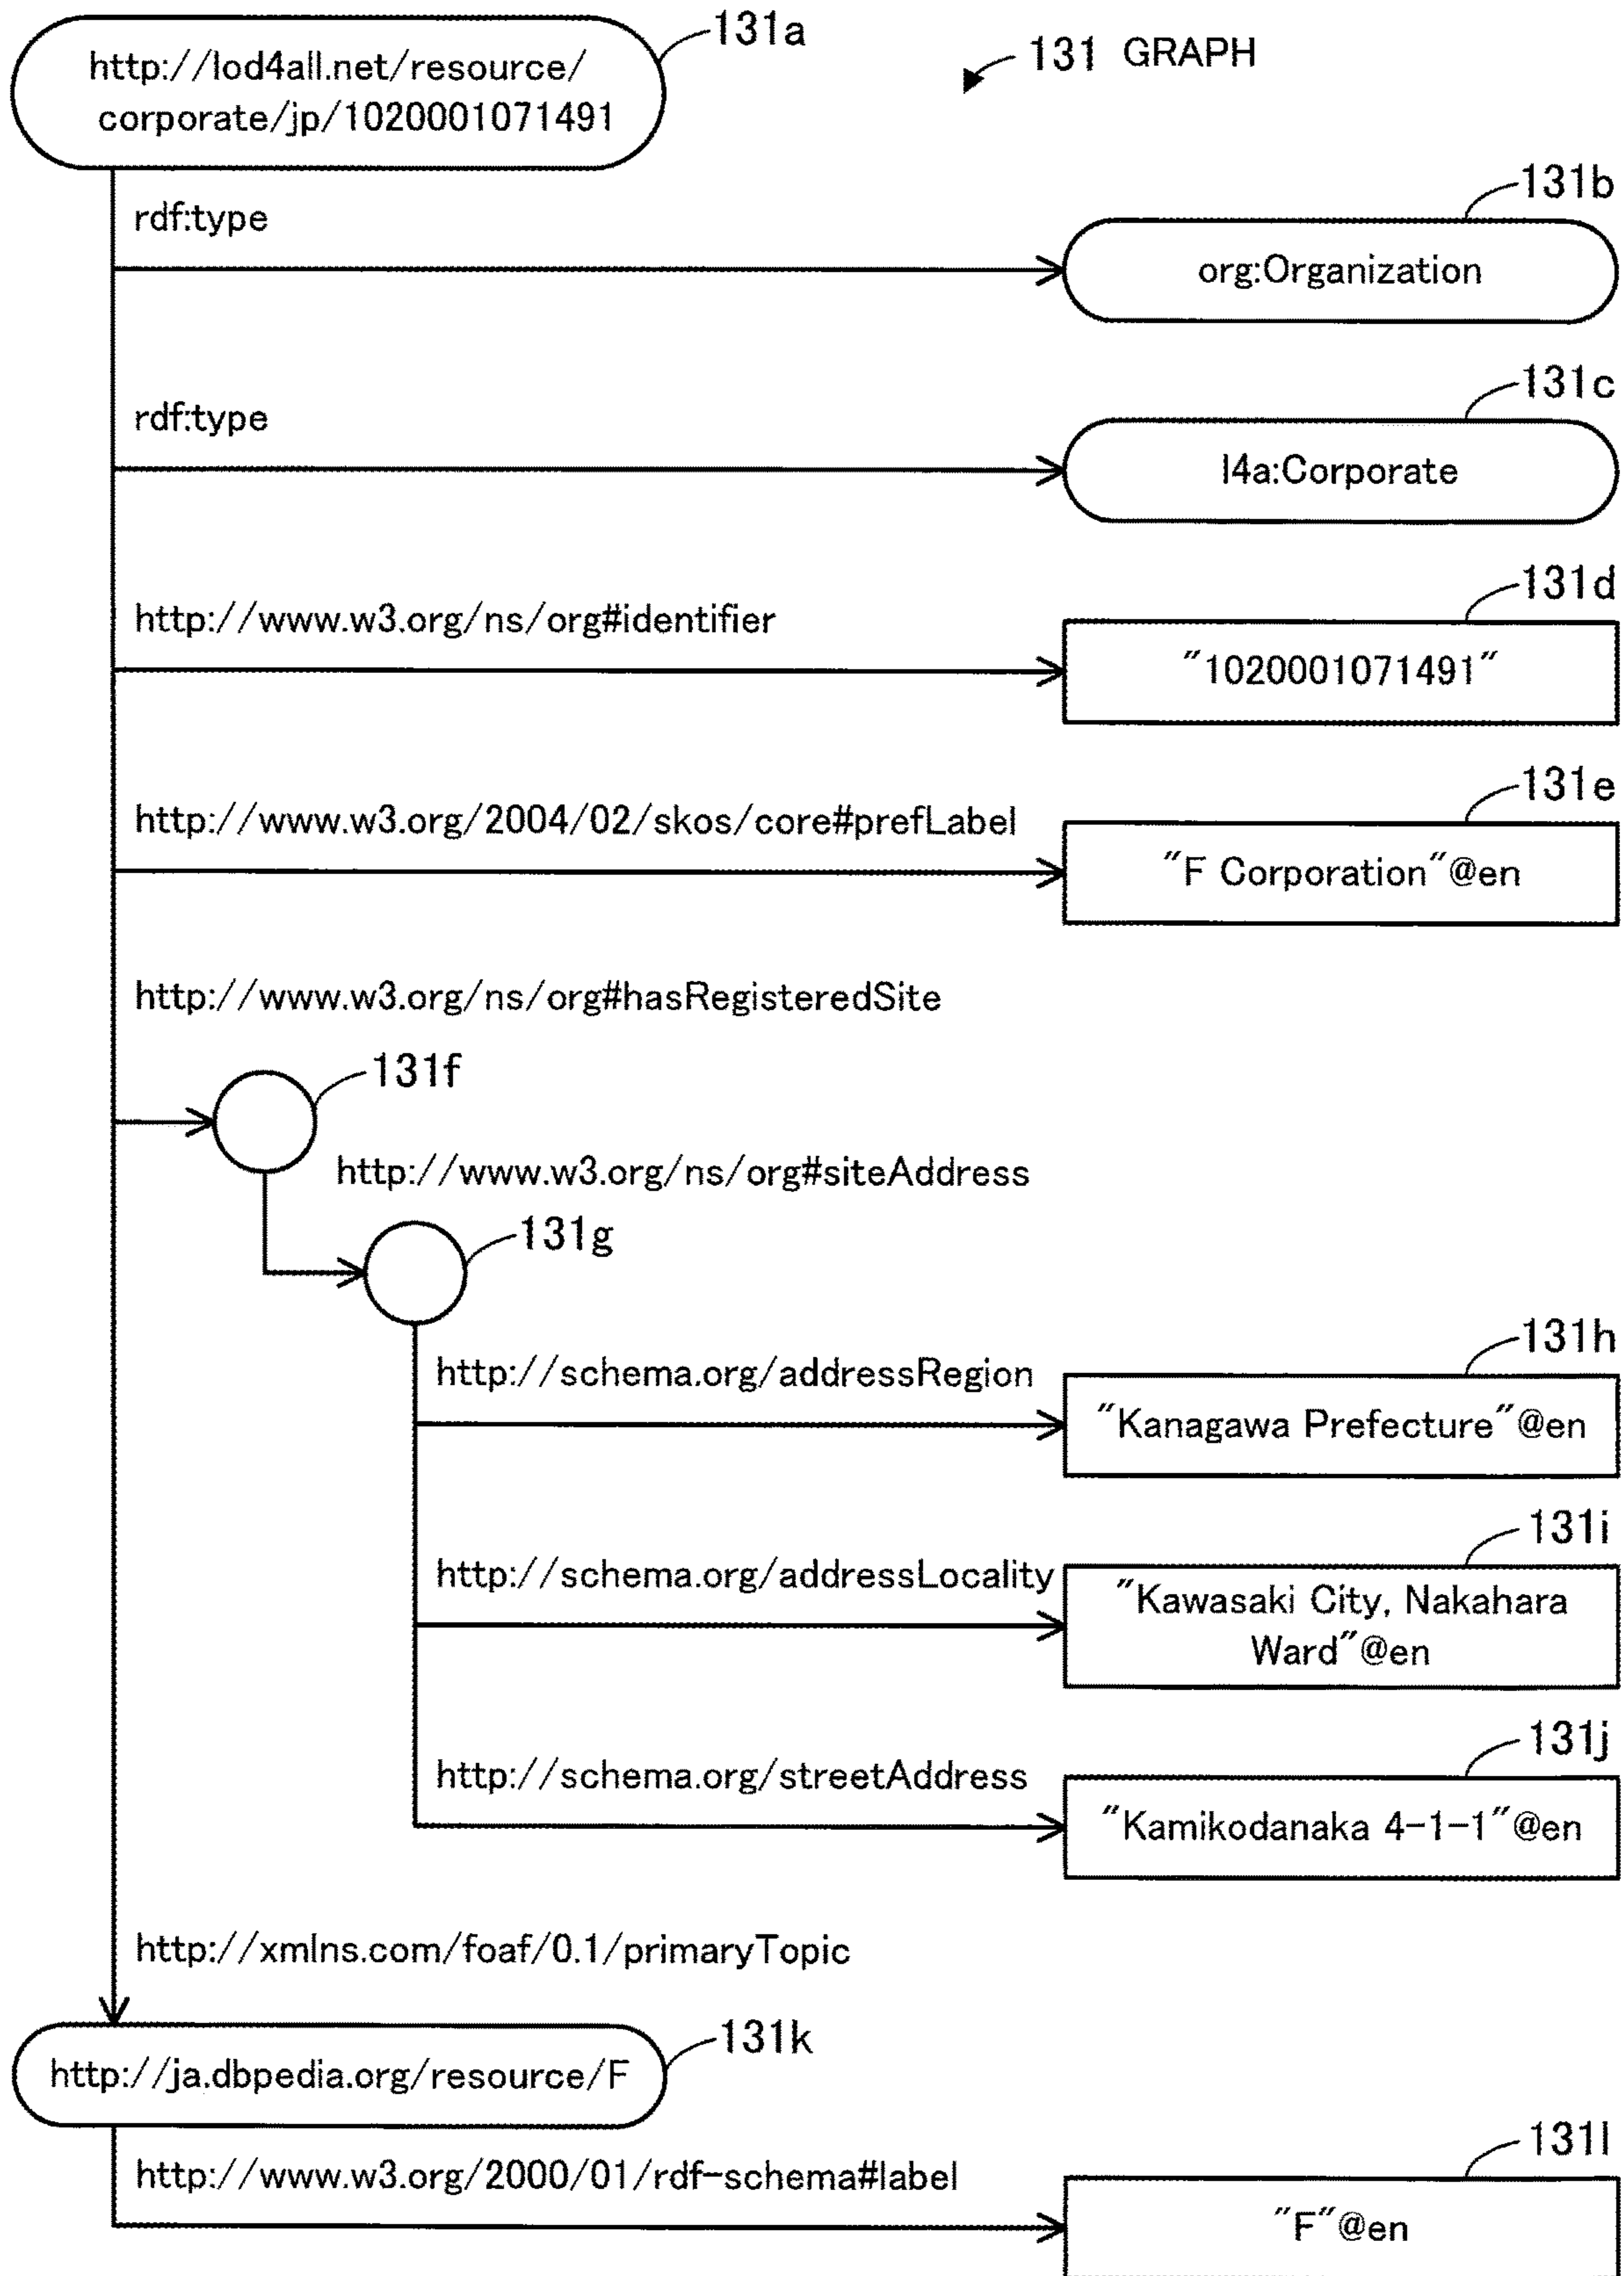 131a
131 GRAPH
http://lod4all.net/resource/
corporate/jp/1020001071491
131b
rdf:type
org:Organization
131c
rdf:type
l4a:Corporate
131d
http://www.w3.org/ns/org#identifier
"1020001071491"
131e
http://www.w3.org/2004/02/skos/core#prefLabel
"F Corporation"@en
http://www.w3.org/ns/org#hasRegisteredSite
131f
http://www.w3.org/ns/org#siteAddress
131g
131h
http://schema.org/addressRegion
"Kanagawa Prefecture"@en
131i
http://schema.org/addressLocality
"Kawasaki City, Nakahara
Ward"@en
131j
http://schema.org/streetAddress
"Kamikodanaka 4-1-1"@en
http://xmlns.com/foaf/0.1/primaryTopic
131k
http://ja.dbpedia.org/resource/F
131l
http://www.w3.org/2000/01/rdf-schema#label
"F"@en